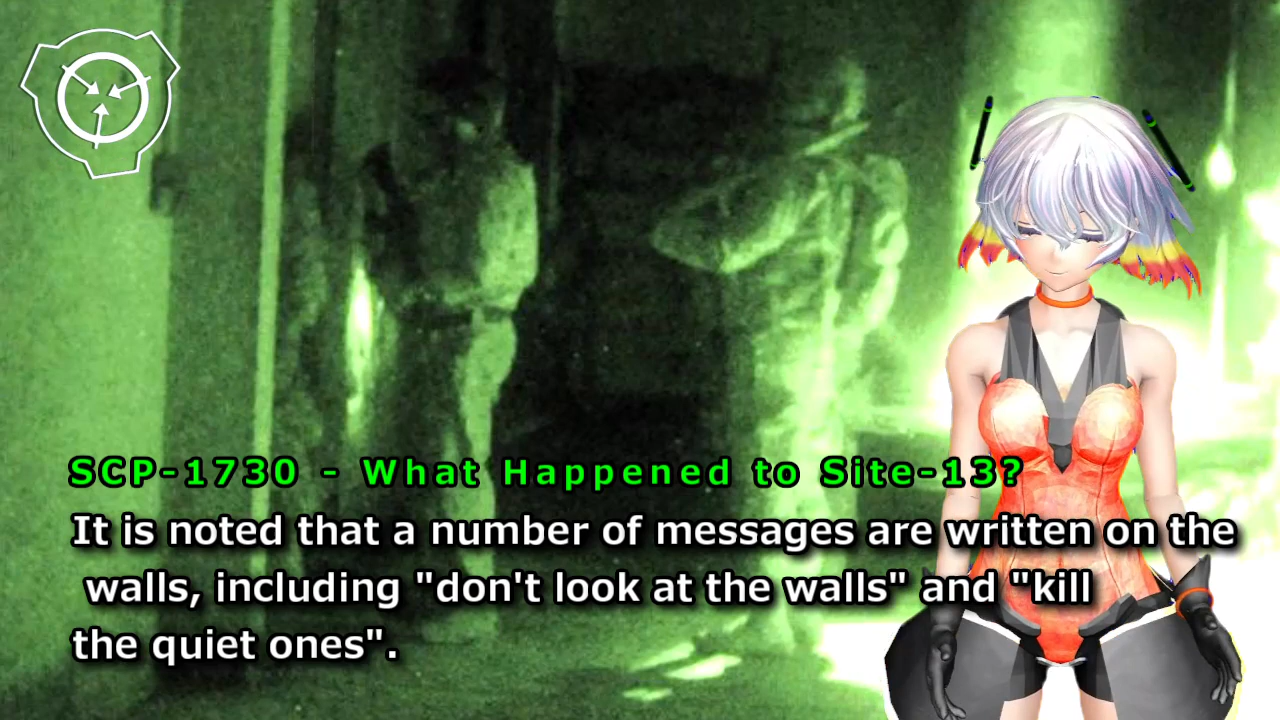 SCP-1730 - What Happened to Site-13?
It is noted that a number of messages are written on the
walls, including "don't look at the walls" and "kill
the quiet ones".